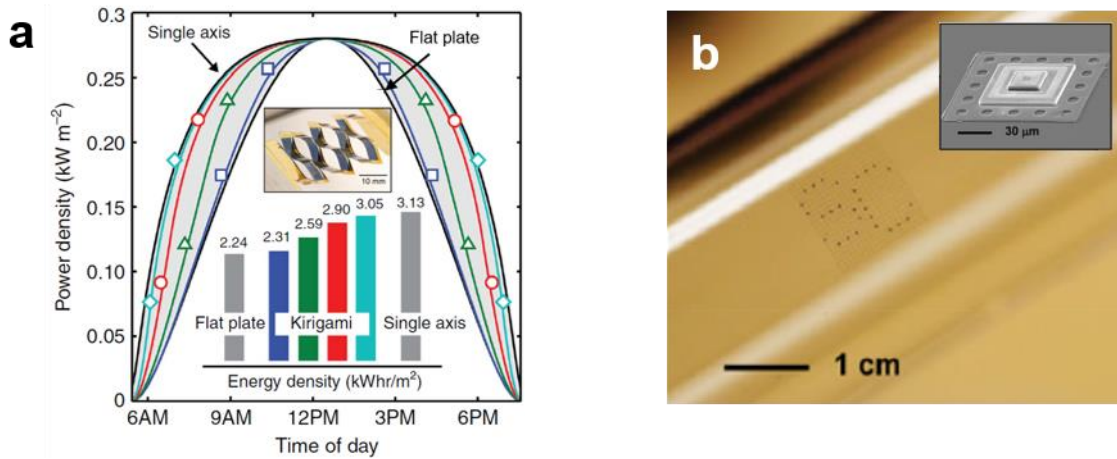 a
0.3
0.25
0.20
0.15
0.10
0.05
0
Power density (kW m⁻²)
Single axis
Flat plate
10 mm
2.24
2.31
2.59
2.90
3.05
3.13
Flat plate
Kirigami
Single axis
Energy density (kWhr/m²)
6AM
9AM
12PM
3PM
6PM
Time of day
b
30 μm
1 cm